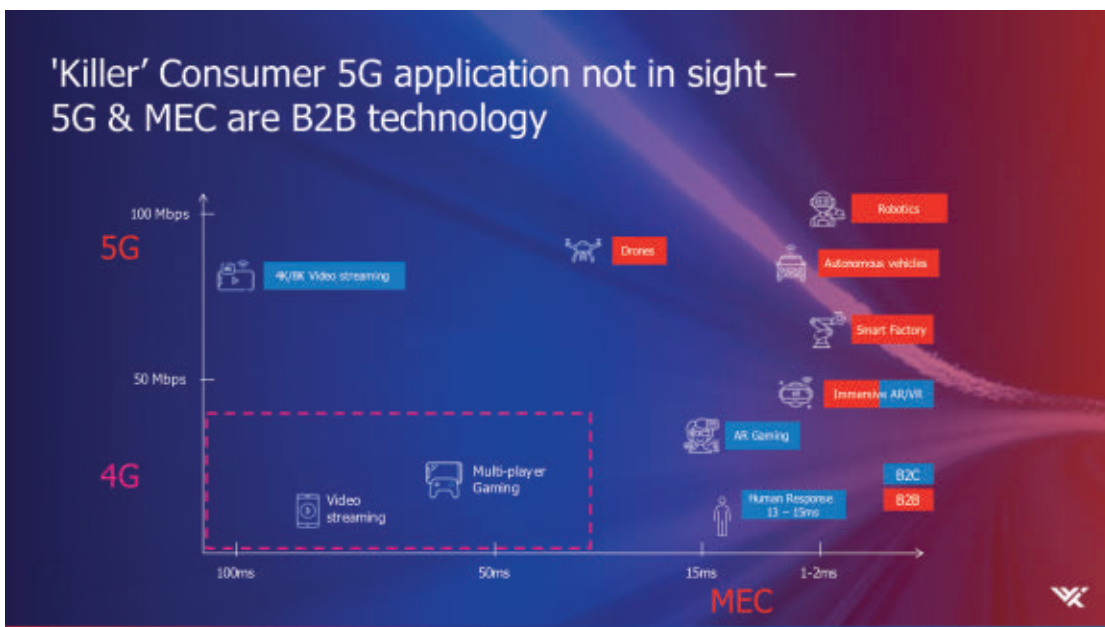 'Killer’ Consumer 5G application not in sight –
5G & MEC are B2B technology
100 Mbps
5G
Robotics
Drones
Autonomous vehicles
4K/8K Video streaming
Smart Factory
50 Mbps
Immersive AR/VR
AR Gaming
4G
Multi-player
Gaming
B2C
Video
streaming
Human Response
13 – 15ms
B2B
100ms
50ms
15ms
1-2ms
MEC